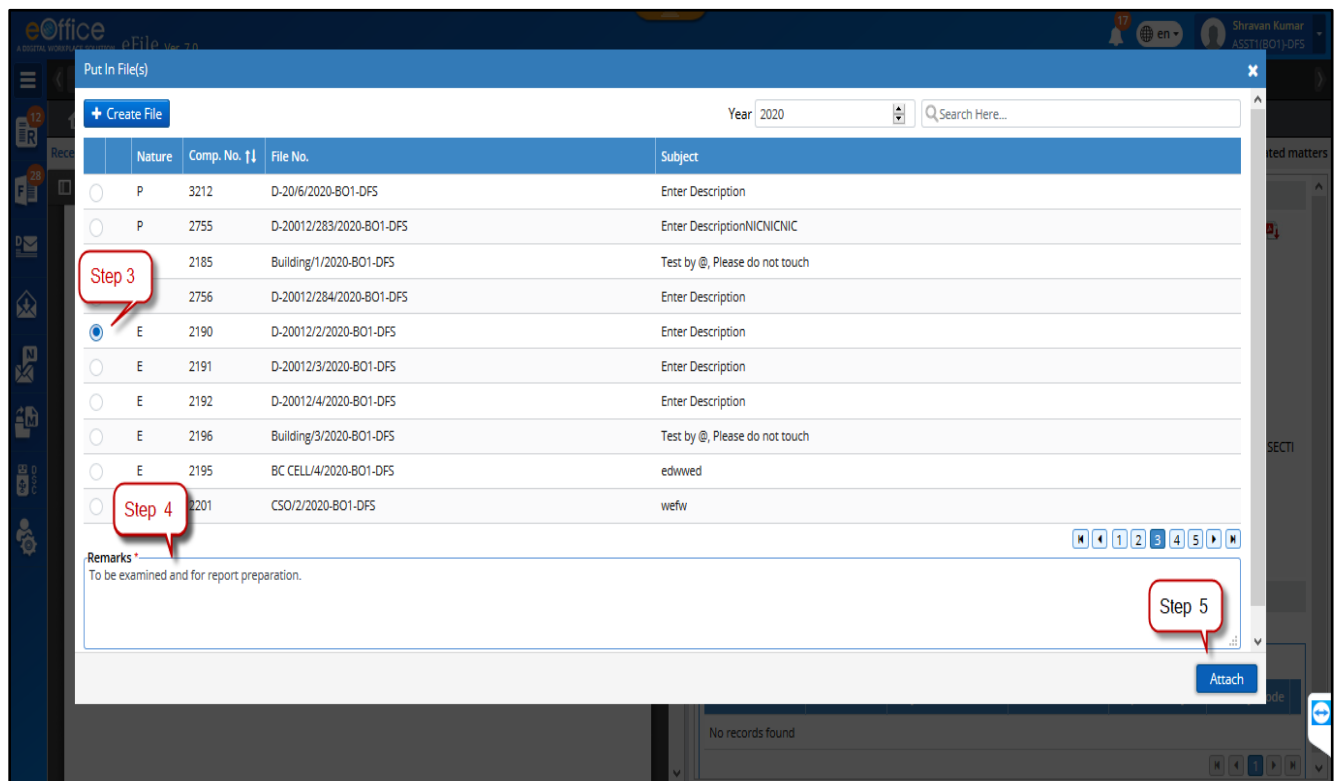 eOffice
A DIGITAL WORKPLACE SOLUTION eFile Ver 7.0
17
en
Shravan Kumar
ASST1(BO1)-DFS
Put In File(s)
x
+ Create File
Year 2020
Search Here...
Nature Comp. No. File No. Subject
P 3212 D-20/6/2020-BO1-DFS Enter Description
P 2755 D-20012/283/2020-BO1-DFS Enter DescriptionNICNICNIC
2185 Building/1/2020-BO1-DFS Test by @, Please do not touch
Step 3
2756 D-20012/284/2020-BO1-DFS Enter Description
E 2190 D-20012/2/2020-BO1-DFS Enter Description
E 2191 D-20012/3/2020-BO1-DFS Enter Description
E 2192 D-20012/4/2020-BO1-DFS Enter Description
E 2196 Building/3/2020-BO1-DFS Test by @, Please do not touch
E 2195 BC CELL/4/2020-BO1-DFS edwwed
Step 4
2201 CSO/2/2020-BO1-DFS wefw
1 2 3 4 5
Remarks *
To be examined and for report preparation.
Step 5
Attach
12
R
Rece
28
F
D
N
M
DSC
ted matters
SECTI
ode
No records found
1